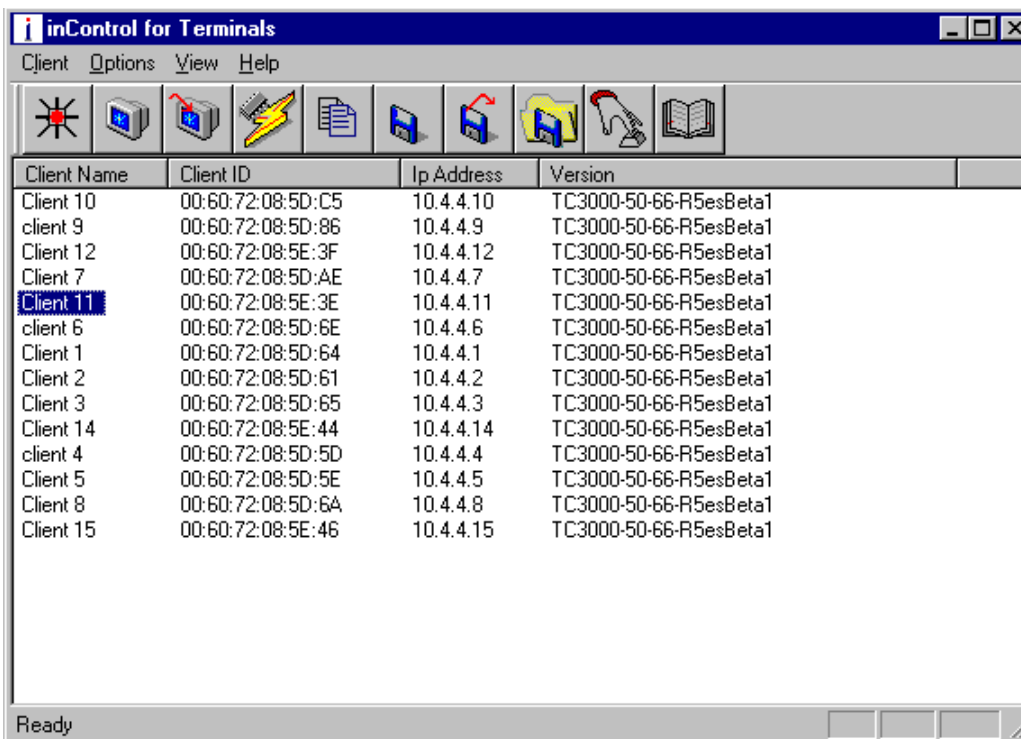 inControl for Terminals
Client Options View Help
Client Name Client ID Ip Address Version
Client 10 00:60:72:08:5D:C5 10.4.4.10 TC3000-50-66-R5esBeta1
client 9 00:60:72:08:5D:86 10.4.4.9 TC3000-50-66-R5esBeta1
Client 12 00:60:72:08:5E:3F 10.4.4.12 TC3000-50-66-R5esBeta1
Client 7 00:60:72:08:5D:AE 10.4.4.7 TC3000-50-66-R5esBeta1
Client 11 00:60:72:08:5E:3E 10.4.4.11 TC3000-50-66-R5esBeta1
client 6 00:60:72:08:5D:6E 10.4.4.6 TC3000-50-66-R5esBeta1
Client 1 00:60:72:08:5D:64 10.4.4.1 TC3000-50-66-R5esBeta1
Client 2 00:60:72:08:5D:61 10.4.4.2 TC3000-50-66-R5esBeta1
Client 3 00:60:72:08:5D:65 10.4.4.3 TC3000-50-66-R5esBeta1
Client 14 00:60:72:08:5E:44 10.4.4.14 TC3000-50-66-R5esBeta1
client 4 00:60:72:08:5D:5D 10.4.4.4 TC3000-50-66-R5esBeta1
Client 5 00:60:72:08:5D:5E 10.4.4.5 TC3000-50-66-R5esBeta1
Client 8 00:60:72:08:5D:6A 10.4.4.8 TC3000-50-66-R5esBeta1
Client 15 00:60:72:08:5E:46 10.4.4.15 TC3000-50-66-R5esBeta1
Ready